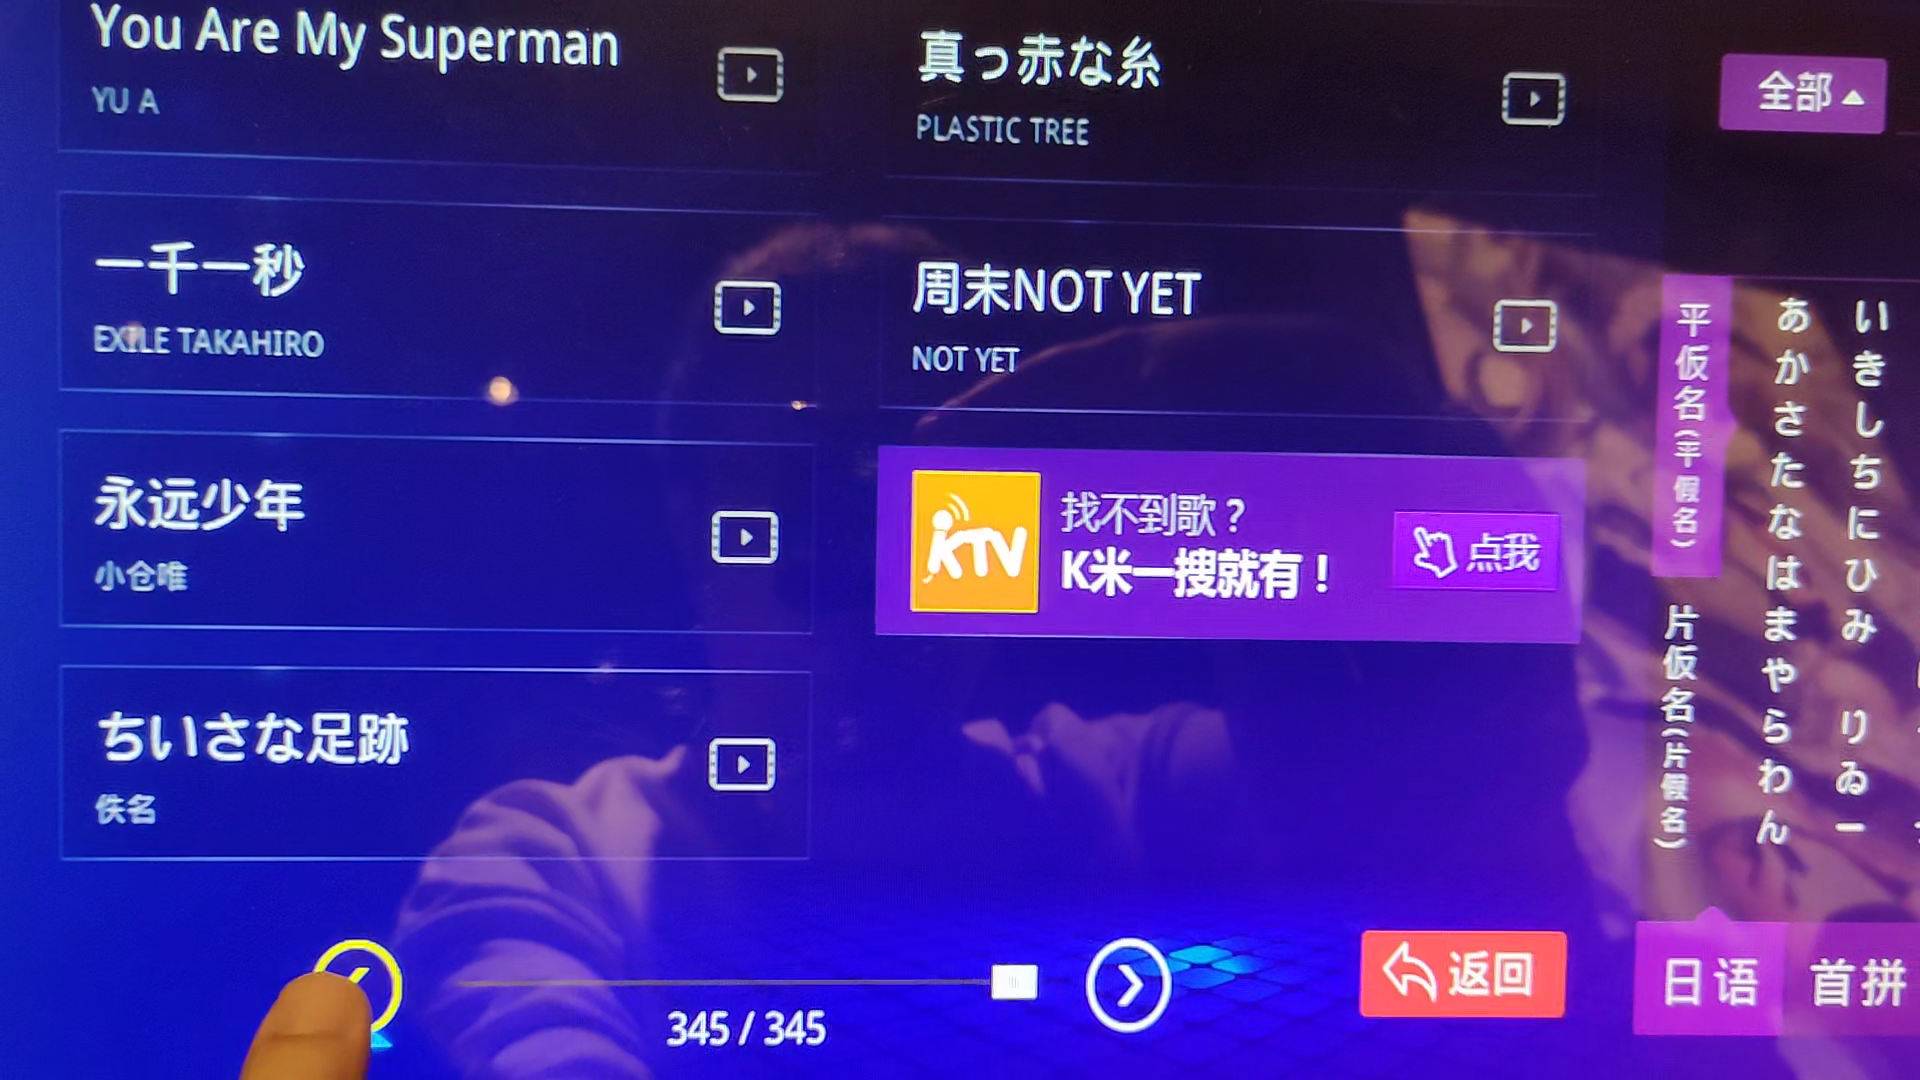 You Are My Superman
YU A
真っ赤な糸
PLASTIC TREE
全部
一千一秒
EXILE TAKAHIRO
周末NOT YET
NOT YET
永远少年
小仓唯
KTV
找不到歌？
K米一搜就有！
点我
ちいさな足跡
佚名
平仮名(平假名)
片仮名(片假名)
あかさたなはまやらわん
いきしちにひみ り ゐー
345 / 345
返回
日语
首拼